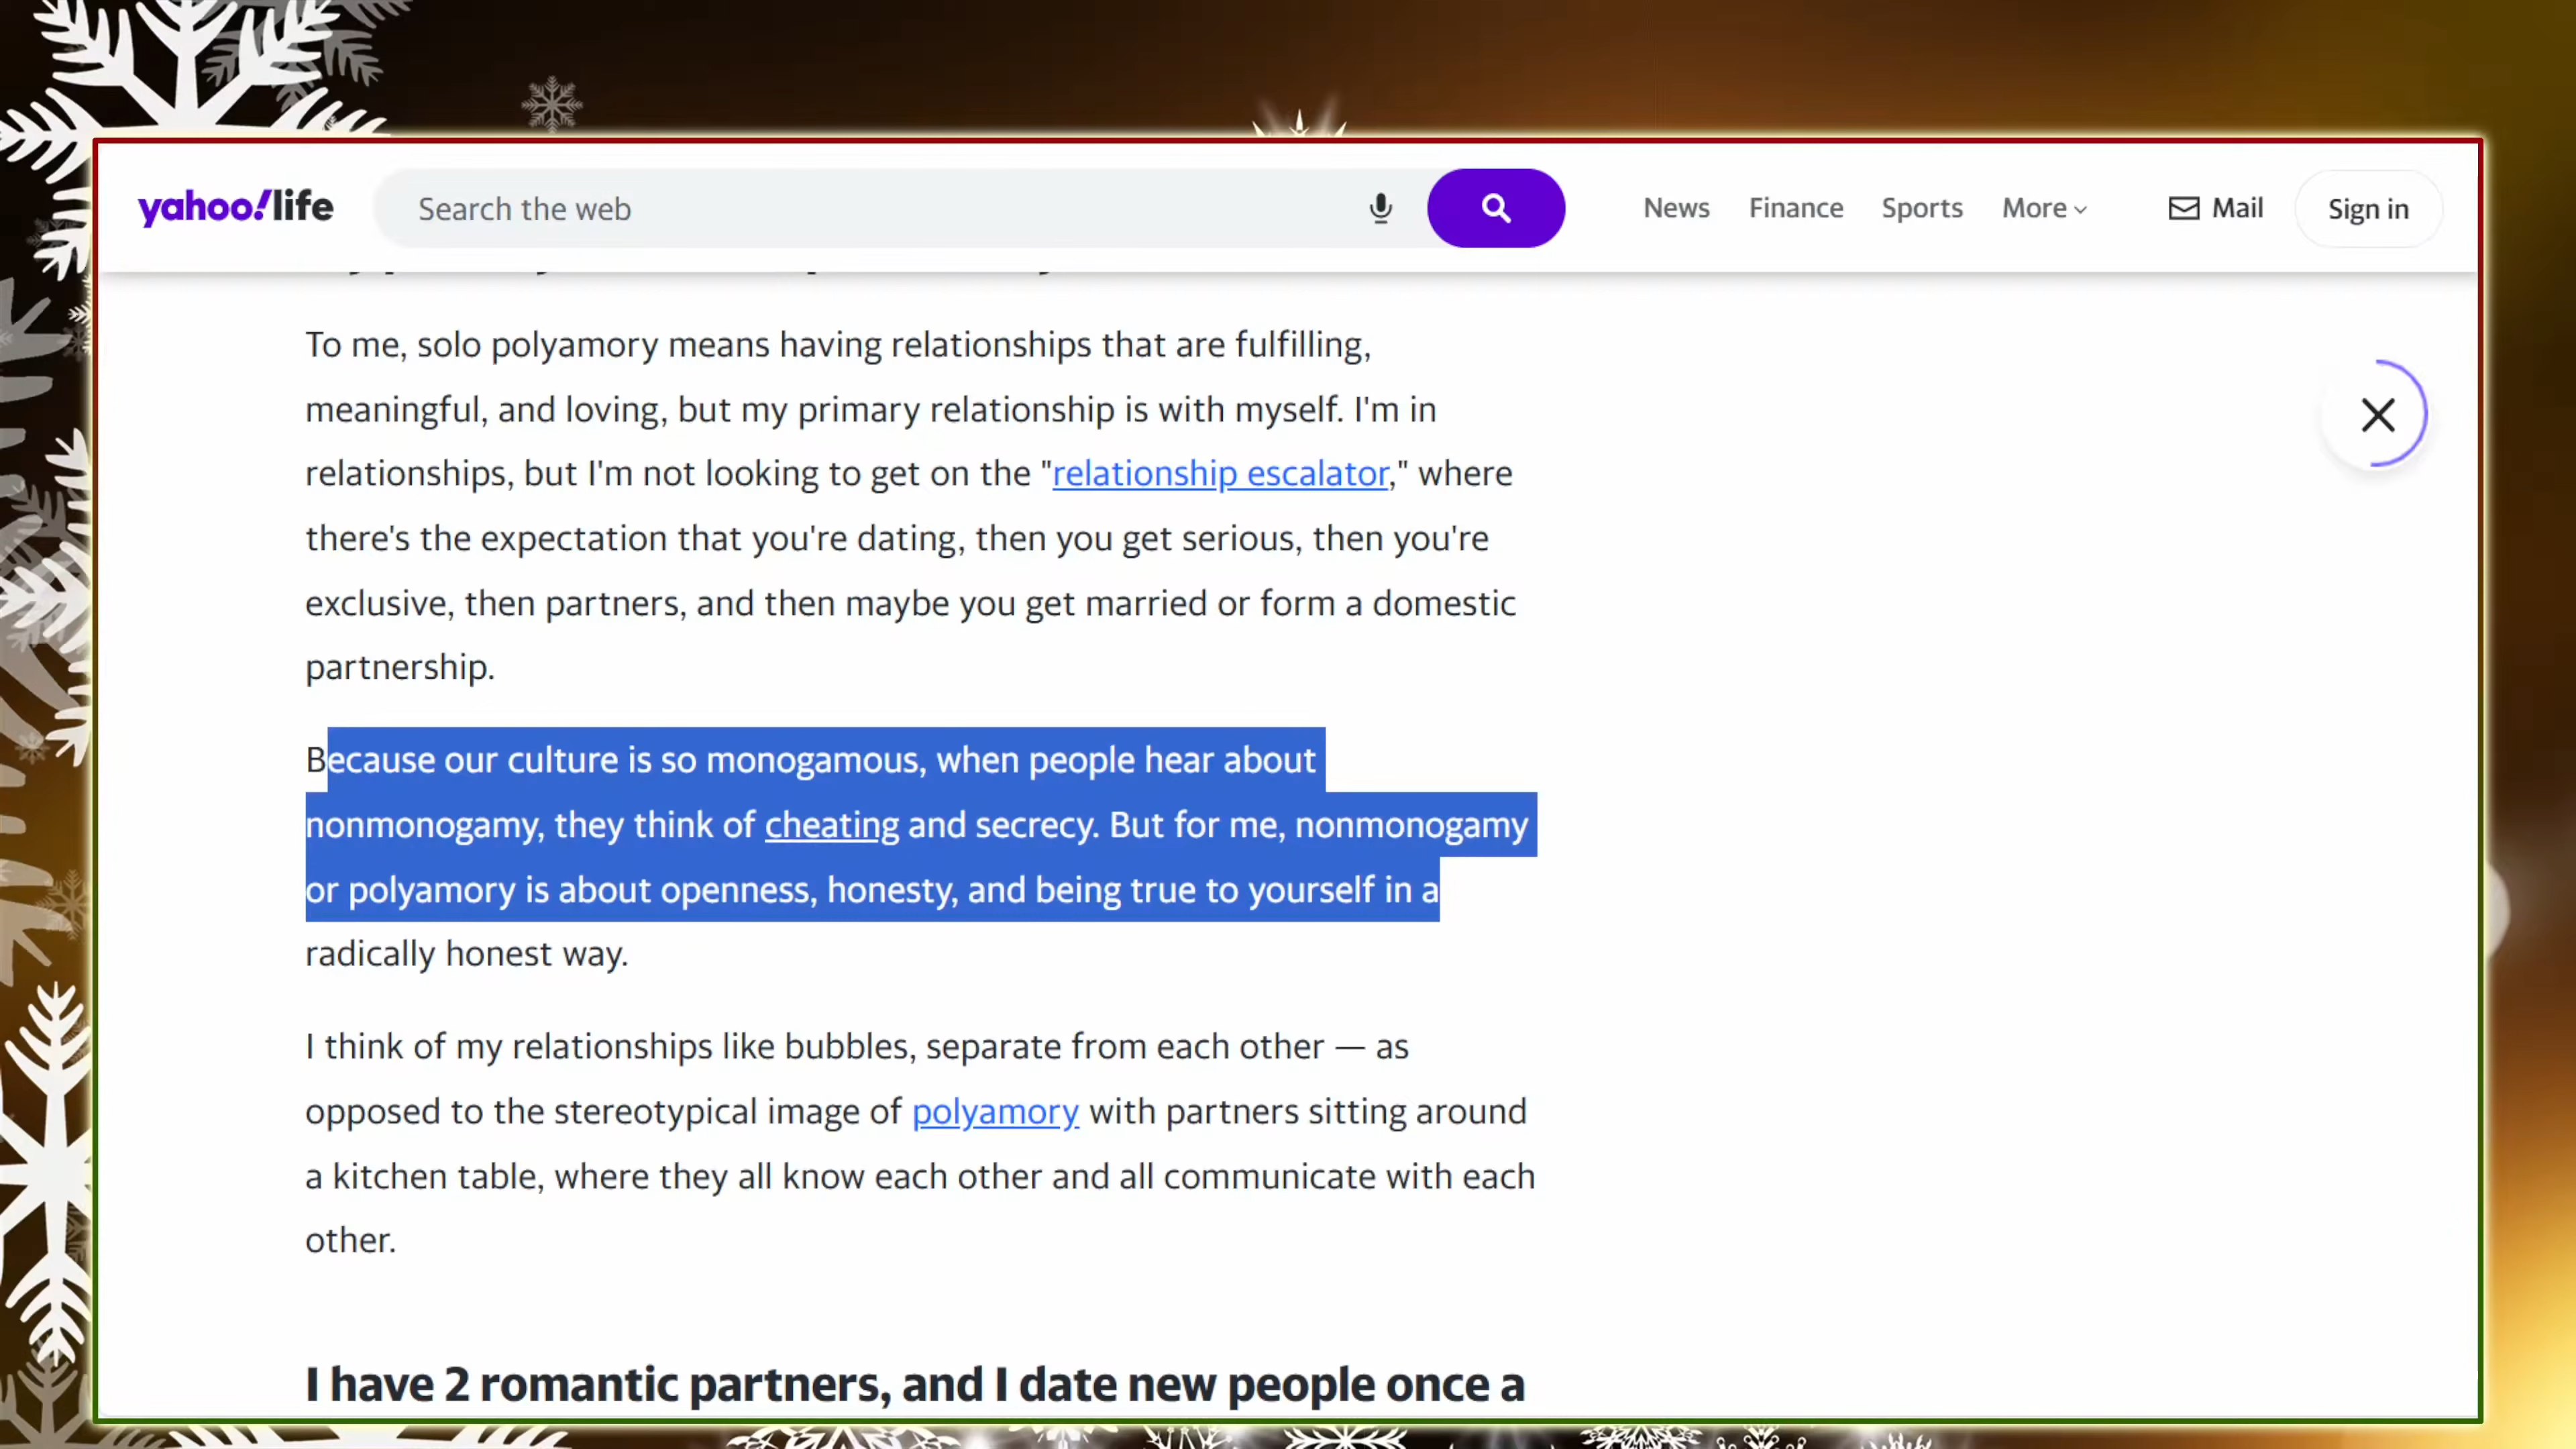 yahoo!life
Search the web
News Finance Sports More Mail Sign in
To me, solo polyamory means having relationships that are fulfilling,
meaningful, and loving, but my primary relationship is with myself. I'm in
relationships, but I'm not looking to get on the "relationship escalator," where
there's the expectation that you're dating, then you get serious, then you're
exclusive, then partners, and then maybe you get married or form a domestic
partnership.
Because our culture is so monogamous, when people hear about
nonmonogamy, they think of cheating and secrecy. But for me, nonmonogamy
or polyamory is about openness, honesty, and being true to yourself in a
radically honest way.
I think of my relationships like bubbles, separate from each other — as
opposed to the stereotypical image of polyamory with partners sitting around
a kitchen table, where they all know each other and all communicate with each
other.
I have 2 romantic partners, and I date new people once a